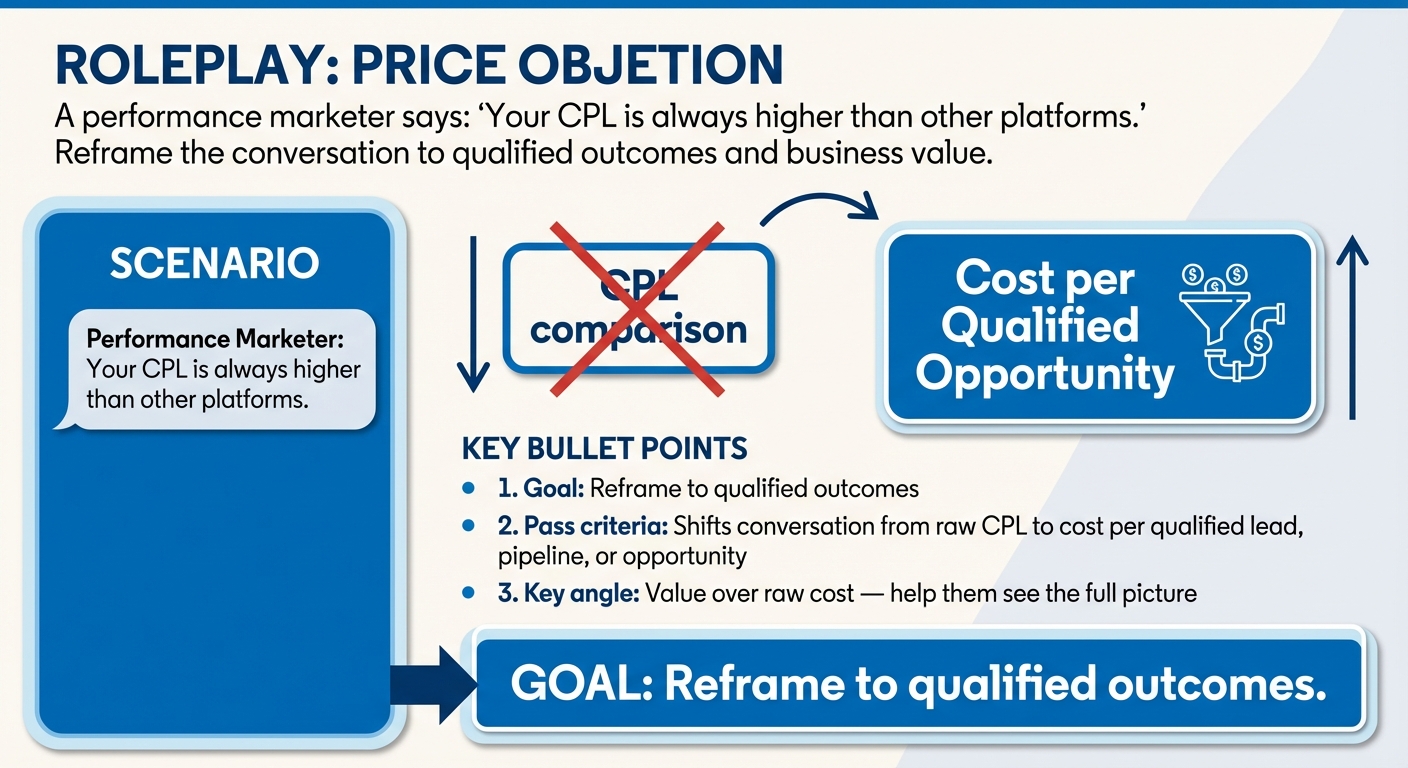 ROLEPLAY: PRICE OBJETION
A performance marketer says: ‘Your CPL is always higher than other platforms.’
Reframe the conversation to qualified outcomes and business value.
SCENARIO
Performance Marketer:
Your CPL is always higher
than other platforms.
CPL
comparison
Cost per
Qualified
Opportunity
$ $ $
$
KEY BULLET POINTS
• 1. Goal: Reframe to qualified outcomes
• 2. Pass criteria: Shifts conversation from raw CPL to cost per qualified lead,
pipeline, or opportunity
• 3. Key angle: Value over raw cost — help them see the full picture
GOAL: Reframe to qualified outcomes.